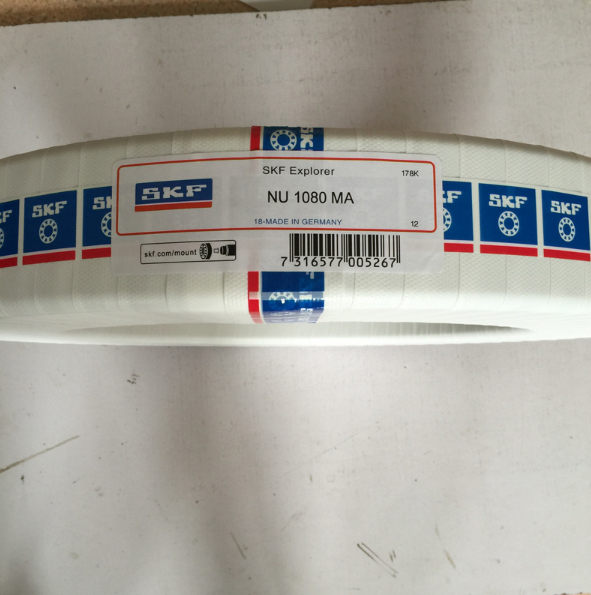 SKF Explorer
178K
SKF
NU 1080 MA
18-MADE IN GERMANY
12
skf.com/mount
7 316577 005267
SKF
SKF
SKF
SKF